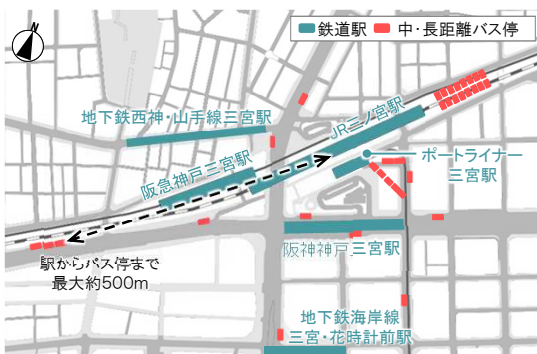 鉄道駅 中・長距離バス停
地下鉄西神・山手線三宮駅
JR三ノ宮駅
阪急神戸三宮駅
ポートライナー
三宮駅
阪神神戸三宮駅
駅からバス停まで
最大約500m
地下鉄海岸線
三宮・花時計前駅